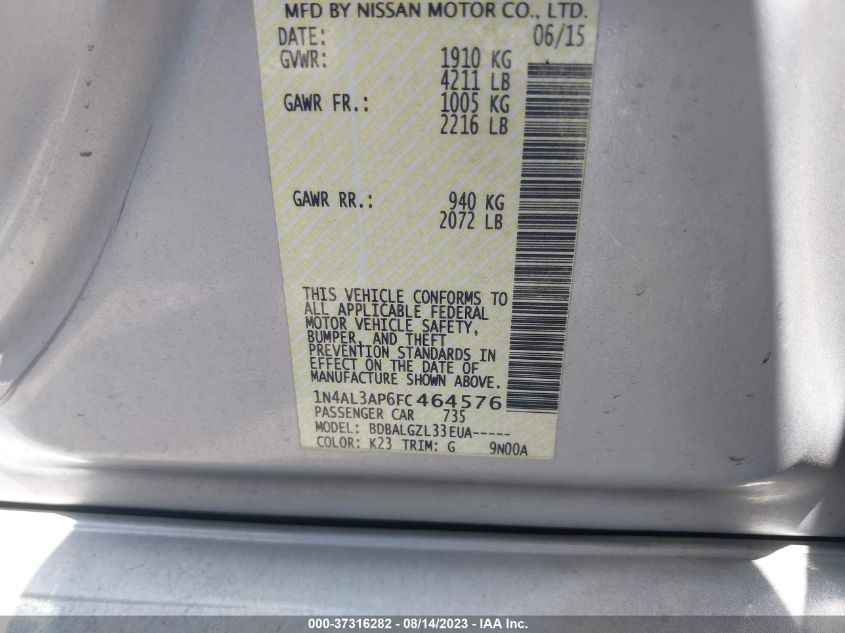 MFD BY NISSAN MOTOR CO., LTD.
DATE: 06/15
GVWR: 1910 KG
4211 LB
GAWR FR.: 1005 KG
2216 LB
GAWR RR.: 940 KG
2072 LB
THIS VEHICLE CONFORMS TO
ALL APPLICABLE FEDERAL
MOTOR VEHICLE SAFETY,
BUMPER, AND THEFT
PREVENTION STANDARDS IN
EFFECT ON THE DATE OF
MANUFACTURE SHOWN ABOVE.
1N4AL3AP6FC464576
PASSENGER CAR 735
MODEL: BDBALGZL33EUA-----
COLOR: K23 TRIM: G 9N00A
000-37316282 - 08/14/2023 - IAA Inc.